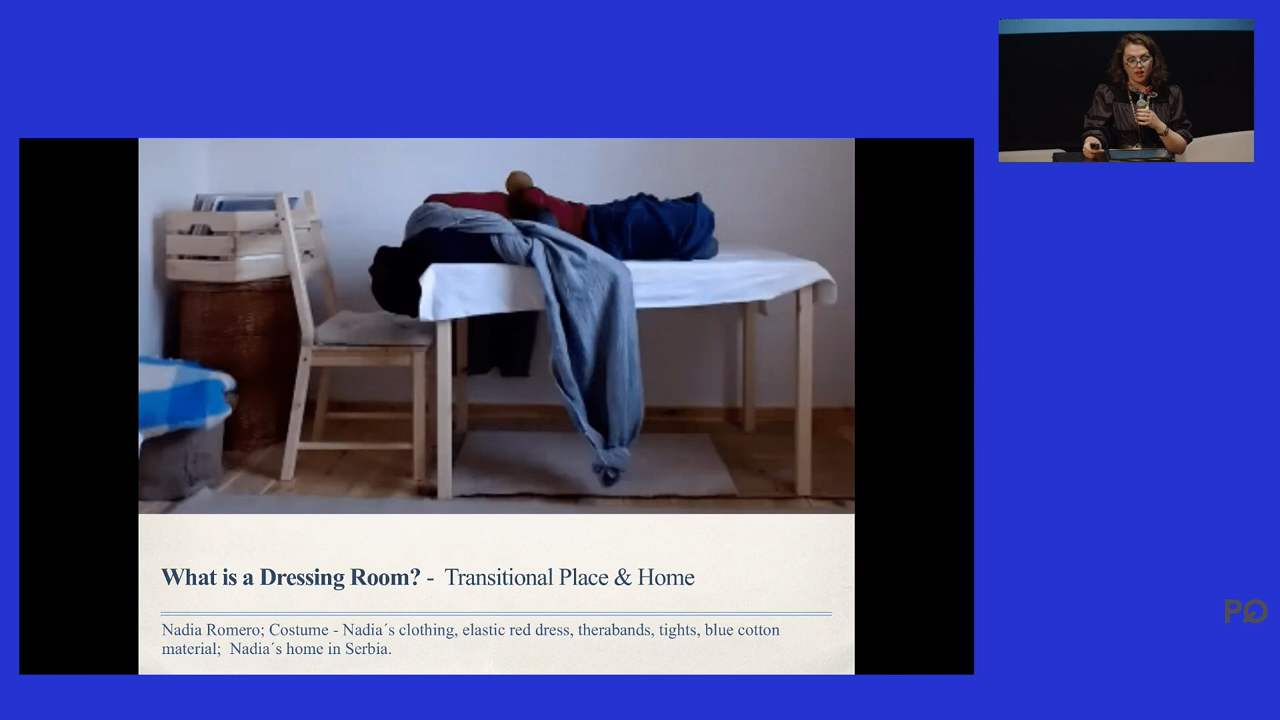 What is a Dressing Room? - Transitional Place & Home
Nadia Romero; Costume - Nadia´s clothing, elastic red dress, therabands, tights, blue cotton
material; Nadia´s home in Serbia.
PQ